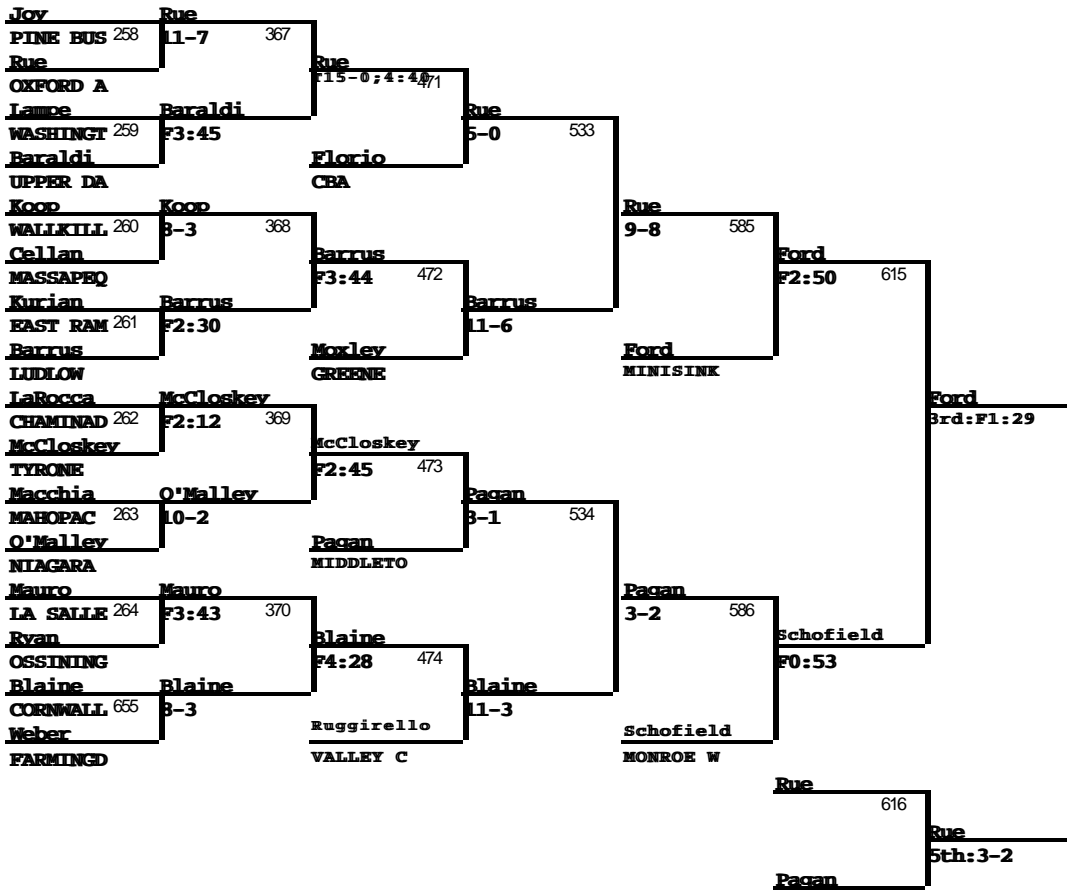 Joy Rue
PINE BUS 258 11-7 367
Rue Rue
OXFORD A T15-0;4:40 471
Lampe Baraldi Rue
WASHINGT 259 F3:45 5-0 533
Baraldi Florio
UPPER DA CBA
Koop Koop Rue
WALLKILL 260 8-3 368 9-8 585
Cellan Barrus Ford
MASSAPEQ F3:44 472 F2:50 615
Kurian Barrus Barrus
EAST RAM 261 F2:30 11-6
Barrus Moxley Ford
LUDLOW GREENE MINISINK
LaRocca McCloskey Ford
CHAMINAD 262 F2:12 369 3rd:F1:29
McCloskey McCloskey
TYRONE F2:45 473
Macchia O'Malley Pagan
MAHOPAC 263 10-2 8-1 534
O'Malley Pagan
NIAGARA MIDDLETO
Mauro Mauro Pagan
LA SALLE 264 F3:43 370 3-2 586
Ryan Blaine Schofield
OSSINING F4:28 474 F0:53
Blaine Blaine Blaine
CORNWALL 655 8-3 11-3
Weber Ruggirello Schofield
FARMINGD VALLEY C MONROE W
Rue
616
Rue
5th:3-2
Pagan